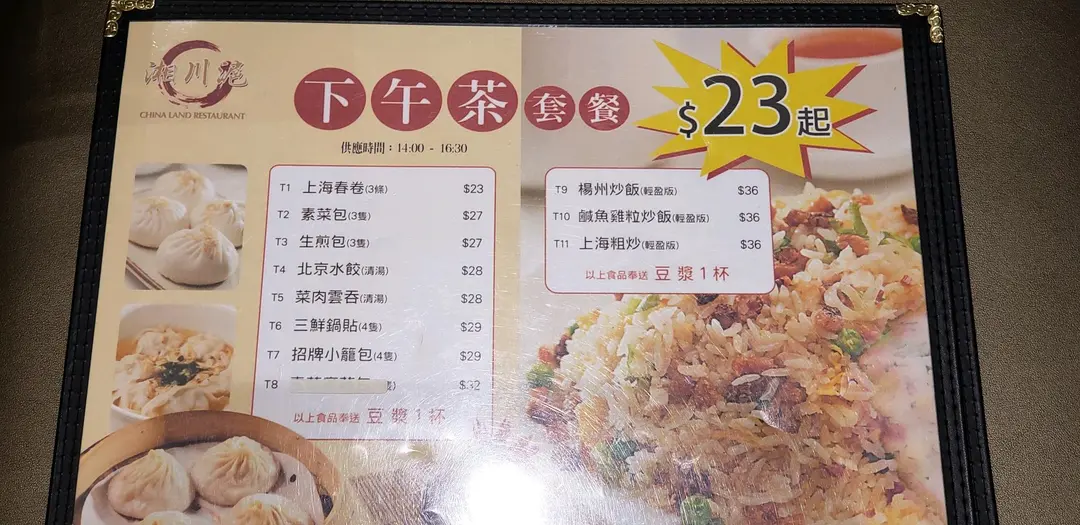 湘川滬
CHINA LAND RESTAURANT
下午茶套餐
$23起
供應時間：14:00 - 16:30
T1 上海春卷(3條) $23
T2 素菜包(3隻) $27
T3 生煎包(3隻) $27
T4 北京水餃(清湯) $28
T5 菜肉雲吞(清湯) $28
T6 三鮮鍋貼(4隻) $29
T7 招牌小籠包(4隻) $29
T8 $32
以上食品奉送 豆漿1杯
T9 楊州炒飯(輕盈版) $36
T10 鹹魚雞粒炒飯(輕盈版) $36
T11 上海粗炒(輕盈版) $36
以上食品奉送 豆漿1杯